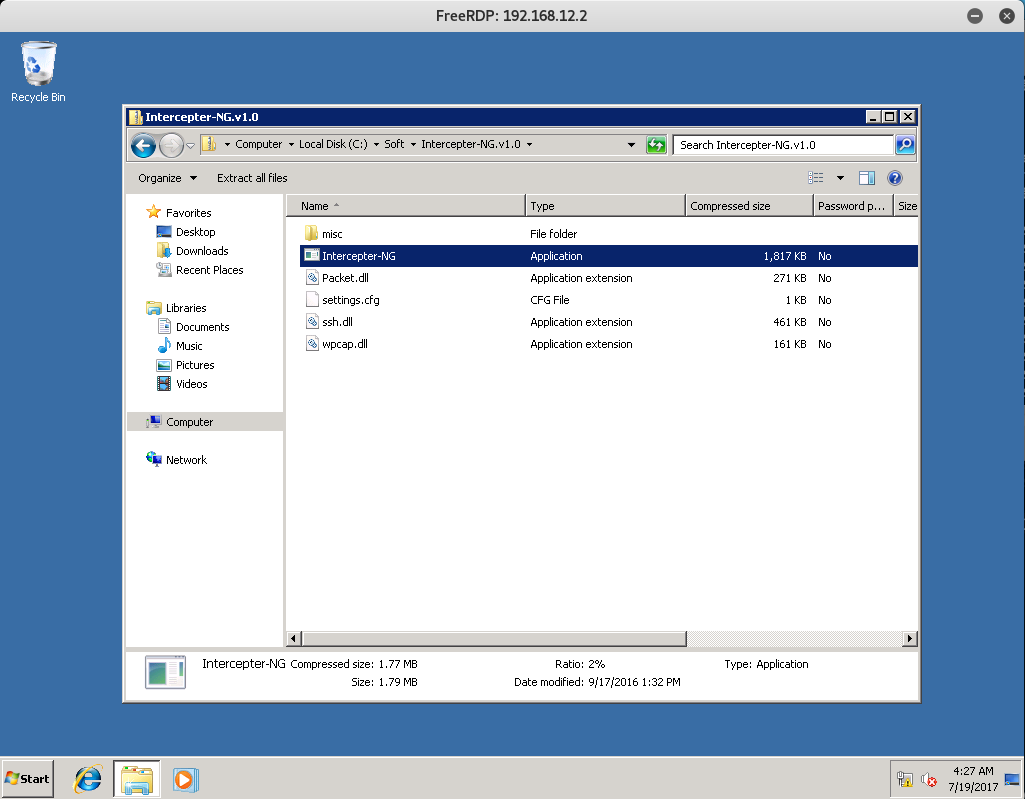 FreeRDP: 192.168.12.2
Recycle Bin
Intercepter-NG.v1.0
Computer Local Disk (C:) Soft Intercepter-NG.v1.0
Search Intercepter-NG.v1.0
Organize Extract all files
Favorites
Desktop
Downloads
Recent Places
Libraries
Documents
Music
Pictures
Videos
Computer
Network
Name Type Compressed size Password p... Size
misc File folder
Intercepter-NG Application 1,817 KB No
Packet.dll Application extension 271 KB No
settings.cfg CFG File 1 KB No
ssh.dll Application extension 461 KB No
wpcap.dll Application extension 161 KB No
Intercepter-NG Compressed size: 1.77 MB Ratio: 2% Type: Application
Size: 1.79 MB Date modified: 9/17/2016 1:32 PM
Start
4:27 AM
7/19/2017